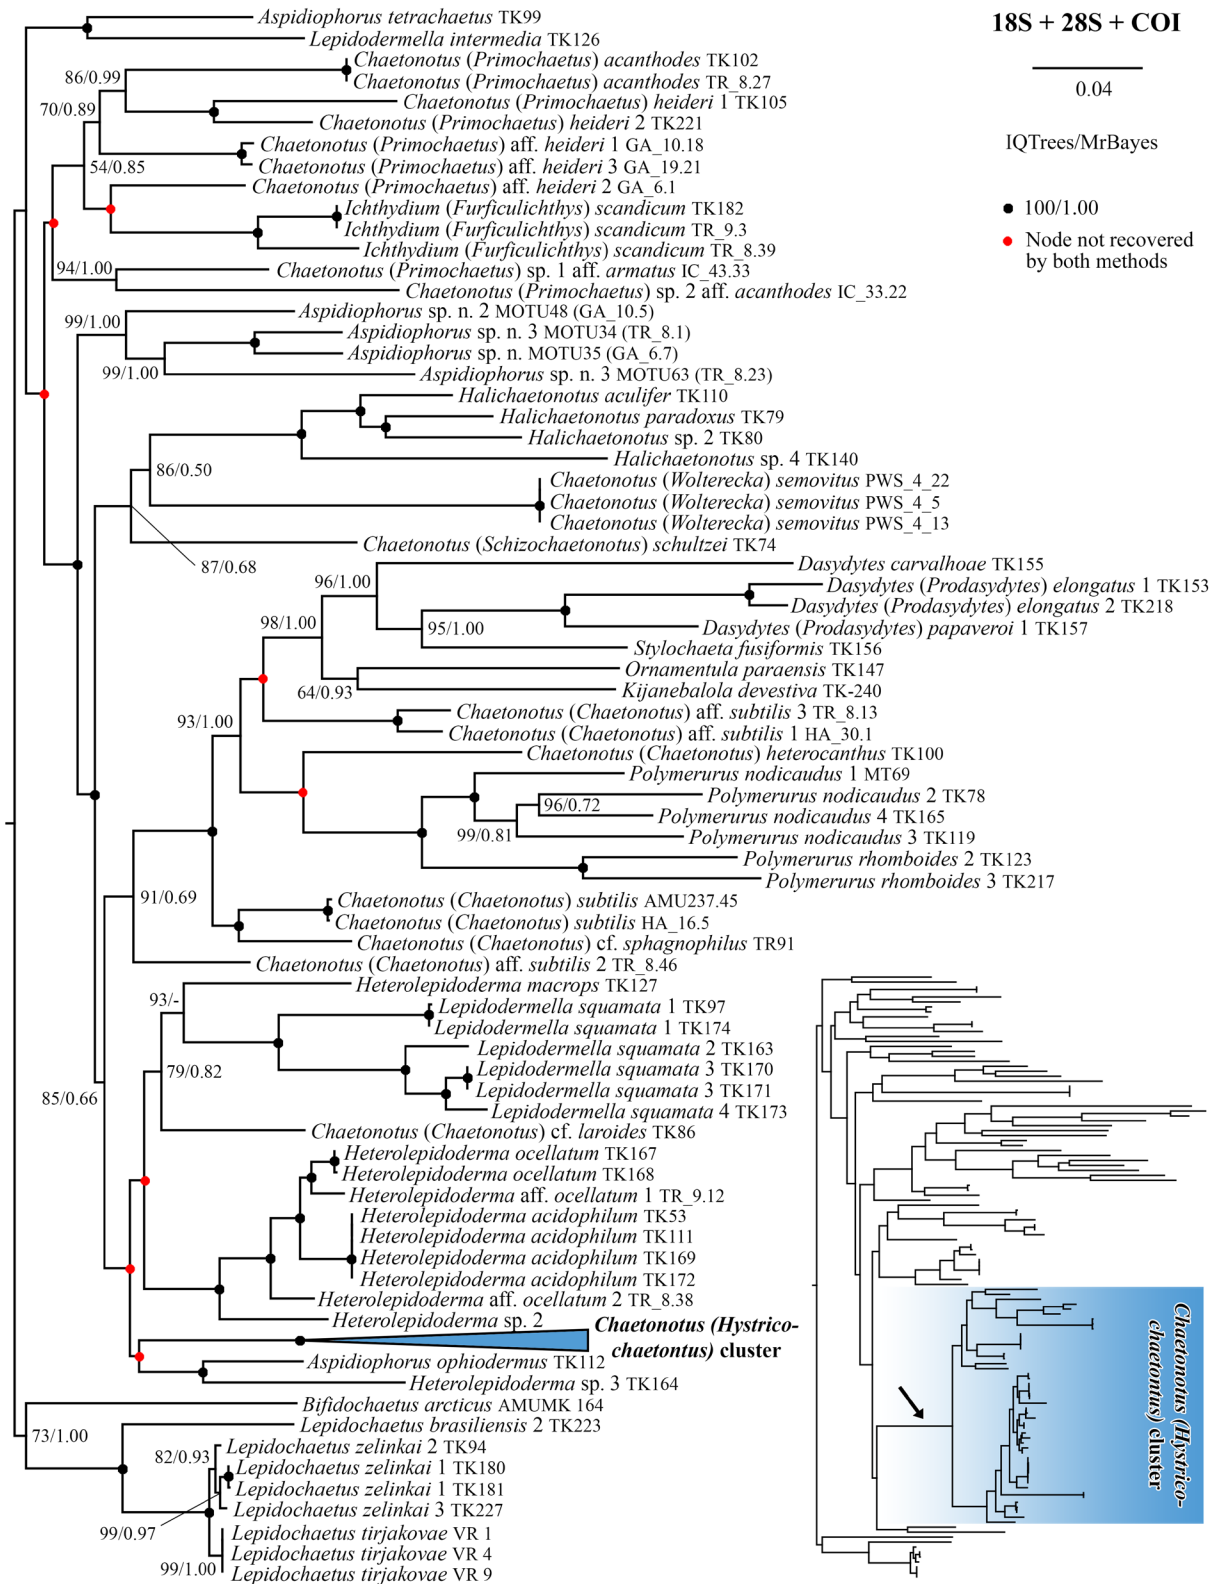 18S + 28S + COI
0.04
IQTrees/MrBayes
100/1.00
Node not recovered
by both methods
Aspidiophorus tetrachaetus TK99
Lepidodermella intermedia TK126
Chaetonotus (Primochaetus) acanthodes TK102
86/0.99
Chaetonotus (Primochaetus) acanthodes TR_8.27
Chaetonotus (Primochaetus) heideri 1 TK105
70/0.89
Chaetonotus (Primochaetus) heideri 2 TK221
Chaetonotus (Primochaetus) aff. heideri 1 GA_10.18
54/0.85
Chaetonotus (Primochaetus) aff. heideri 3 GA_19.21
Chaetonotus (Primochaetus) aff. heideri 2 GA_6.1
Ichthydium (Furficulichthys) scandicum TK182
Ichthydium (Furficulichthys) scandicum TR_9.3
Ichthydium (Furficulichthys) scandicum TR_8.39
94/1.00
Chaetonotus (Primochaetus) sp. 1 aff. armatus IC_43.33
Chaetonotus (Primochaetus) sp. 2 aff. acanthodes IC_33.22
Aspidiophorus sp. n. 2 MOTU48 (GA_10.5)
99/1.00
Aspidiophorus sp. n. 3 MOTU34 (TR_8.1)
Aspidiophorus sp. n. MOTU35 (GA_6.7)
99/1.00
Aspidiophorus sp. n. 3 MOTU63 (TR_8.23)
Halichaetonotus aculifer TK110
Halichaetonotus paradoxus TK79
Halichaetonotus sp. 2 TK80
Halichaetonotus sp. 4 TK140
86/0.50
Chaetonotus (Wolterecka) semovitus PWS_4_22
Chaetonotus (Wolterecka) semovitus PWS_4_5
Chaetonotus (Wolterecka) semovitus PWS_4_13
Chaetonotus (Schizochaetonotus) schultzei TK74
87/0.68
Dasydytes carvalhoae TK155
96/1.00
Dasydytes (Prodasydytes) elongatus 1 TK153
Dasydytes (Prodasydytes) elongatus 2 TK218
98/1.00
95/1.00
Dasydytes (Prodasydytes) papaveroi 1 TK157
Stylochaeta fusiformis TK156
Ornamentula paraensis TK147
64/0.93
Kijanebalola devestiva TK-240
Chaetonotus (Chaetonotus) aff. subtilis 3 TR_8.13
93/1.00
Chaetonotus (Chaetonotus) aff. subtilis 1 HA_30.1
Chaetonotus (Chaetonotus) heterocanthus TK100
Polymerurus nodicaudus 1 MT69
Polymerurus nodicaudus 2 TK78
96/0.72
Polymerurus nodicaudus 4 TK165
99/0.81
Polymerurus nodicaudus 3 TK119
Polymerurus rhomboides 2 TK123
Polymerurus rhomboides 3 TK217
91/0.69
Chaetonotus (Chaetonotus) subtilis AMU237.45
Chaetonotus (Chaetonotus) subtilis HA_16.5
Chaetonotus (Chaetonotus) cf. sphagnophilus TR91
Chaetonotus (Chaetonotus) aff. subtilis 2 TR_8.46
Heterolepidoderma macrops TK127
93/-
Lepidodermella squamata 1 TK97
Lepidodermella squamata 1 TK174
Lepidodermella squamata 2 TK163
79/0.82
Lepidodermella squamata 3 TK170
Lepidodermella squamata 3 TK171
85/0.66
Lepidodermella squamata 4 TK173
Chaetonotus (Chaetonotus) cf. laroides TK86
Heterolepidoderma ocellatum TK167
Heterolepidoderma ocellatum TK168
Heterolepidoderma aff. ocellatum 1 TR_9.12
Heterolepidoderma acidophilum TK53
Heterolepidoderma acidophilum TK111
Heterolepidoderma acidophilum TK169
Heterolepidoderma acidophilum TK172
Heterolepidoderma aff. ocellatum 2 TR_8.38
Heterolepidoderma sp. 2
Chaetonotus (Hystrico-
chaetontus) cluster
Aspidiophorus ophiodermus TK112
Heterolepidoderma sp. 3 TK164
Bifidochaetus arcticus AMUMK 164
73/1.00
Lepidochaetus brasiliensis 2 TK223
82/0.93
Lepidochaetus zelinkai 2 TK94
Lepidochaetus zelinkai 1 TK180
Lepidochaetus zelinkai 1 TK181
Lepidochaetus zelinkai 3 TK227
99/0.97
Lepidochaetus tirjakovae VR 1
Lepidochaetus tirjakovae VR 4
99/1.00
Lepidochaetus tirjakovae VR 9
Chaetonotus (Hystrico-
chaetontus) cluster